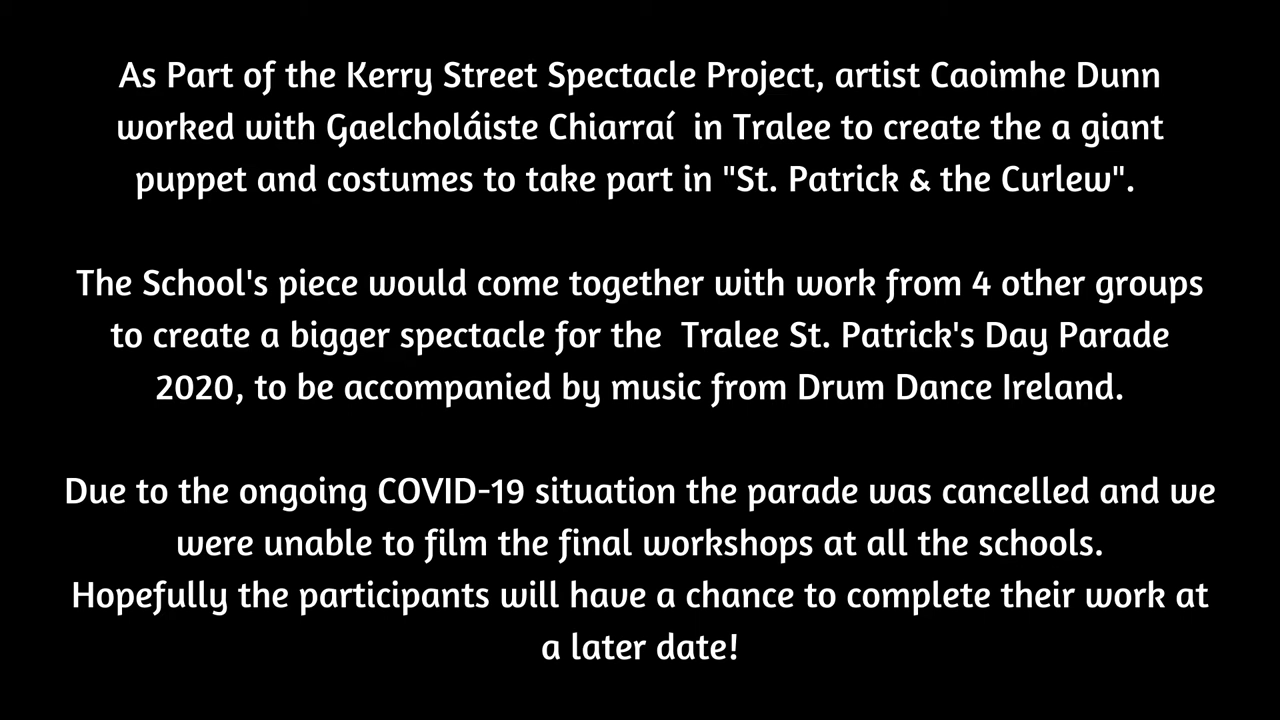 As Part of the Kerry Street Spectacle Project, artist Caoimhe Dunn
worked with Gaelcholáiste Chiarraí in Tralee to create the a giant
puppet and costumes to take part in "St. Patrick & the Curlew".
The School's piece would come together with work from 4 other groups
to create a bigger spectacle for the Tralee St. Patrick's Day Parade
2020, to be accompanied by music from Drum Dance Ireland.
Due to the ongoing COVID-19 situation the parade was cancelled and we
were unable to film the final workshops at all the schools.
Hopefully the participants will have a chance to complete their work at
a later date!